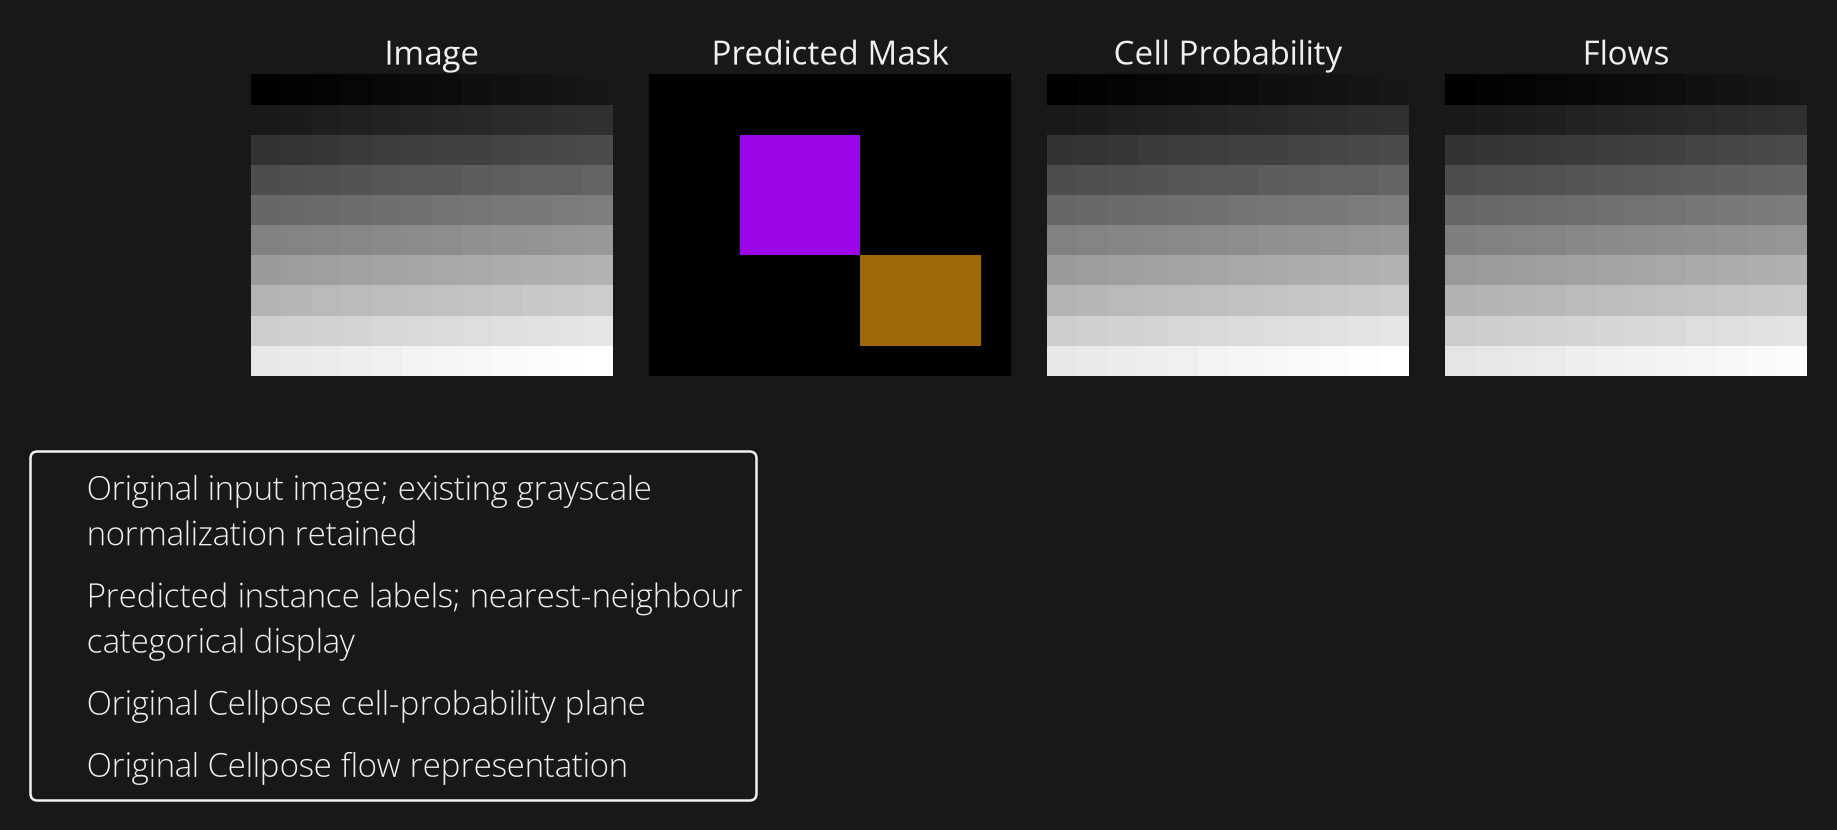 Image
Predicted Mask
Cell Probability
Flows
Original input image; existing grayscale
normalization retained
Predicted instance labels; nearest-neighbour
categorical display
Original Cellpose cell-probability plane
Original Cellpose flow representation